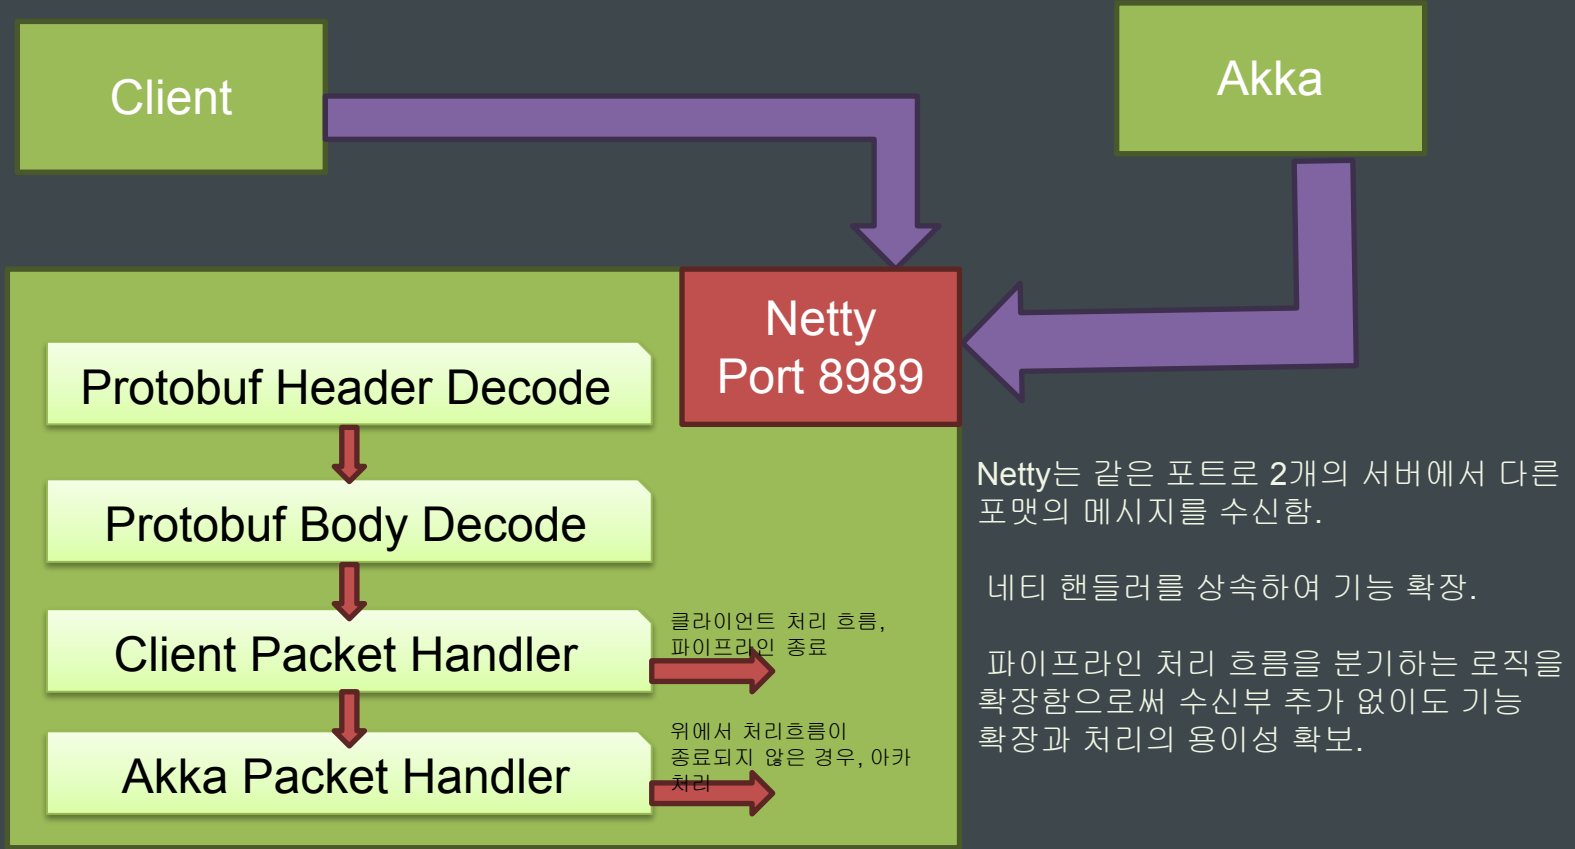 Client
Akka
Netty
Port 8989
Protobuf Header Decode
Protobuf Body Decode
Client Packet Handler
클라이언트 처리 흐름,
파이프라인 종료
Akka Packet Handler
위에서 처리흐름이
종료되지 않은 경우, 아카
처리
Netty는 같은 포트로 2개의 서버에서 다른
포맷의 메시지를 수신함.
네티 핸들러를 상속하여 기능 확장.
파이프라인 처리 흐름을 분기하는 로직을
확장함으로써 수신부 추가 없이도 기능
확장과 처리의 용이성 확보.